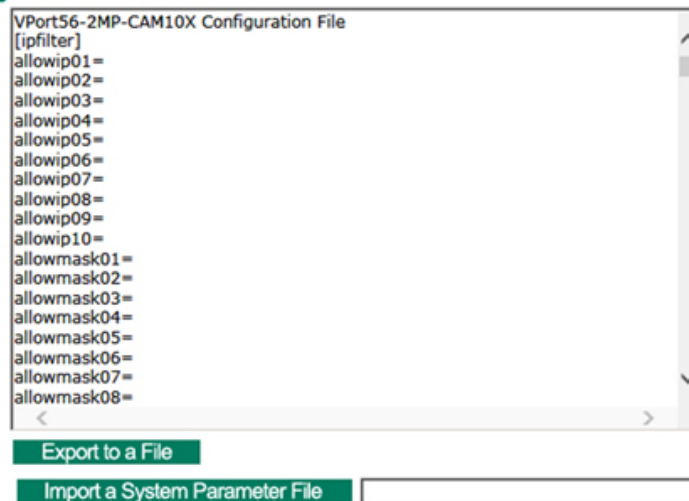 VPort56-2MP-CAM10X Configuration File
[ipfilter]
allowip01=
allowip02=
allowip03=
allowip04=
allowip05=
allowip06=
allowip07=
allowip08=
allowip09=
allowip10=
allowmask01=
allowmask02=
allowmask03=
allowmask04=
allowmask05=
allowmask06=
allowmask07=
allowmask08=
Export to a File
Import a System Parameter File